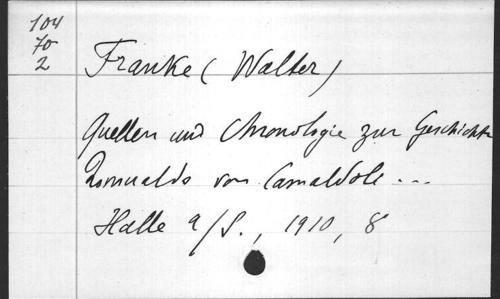 104
70
2
Franke (Walter)
Quellen und Chronologie zur Geschichte
Romualds von Camaldoli ...
Halle a/S., 1910, 8